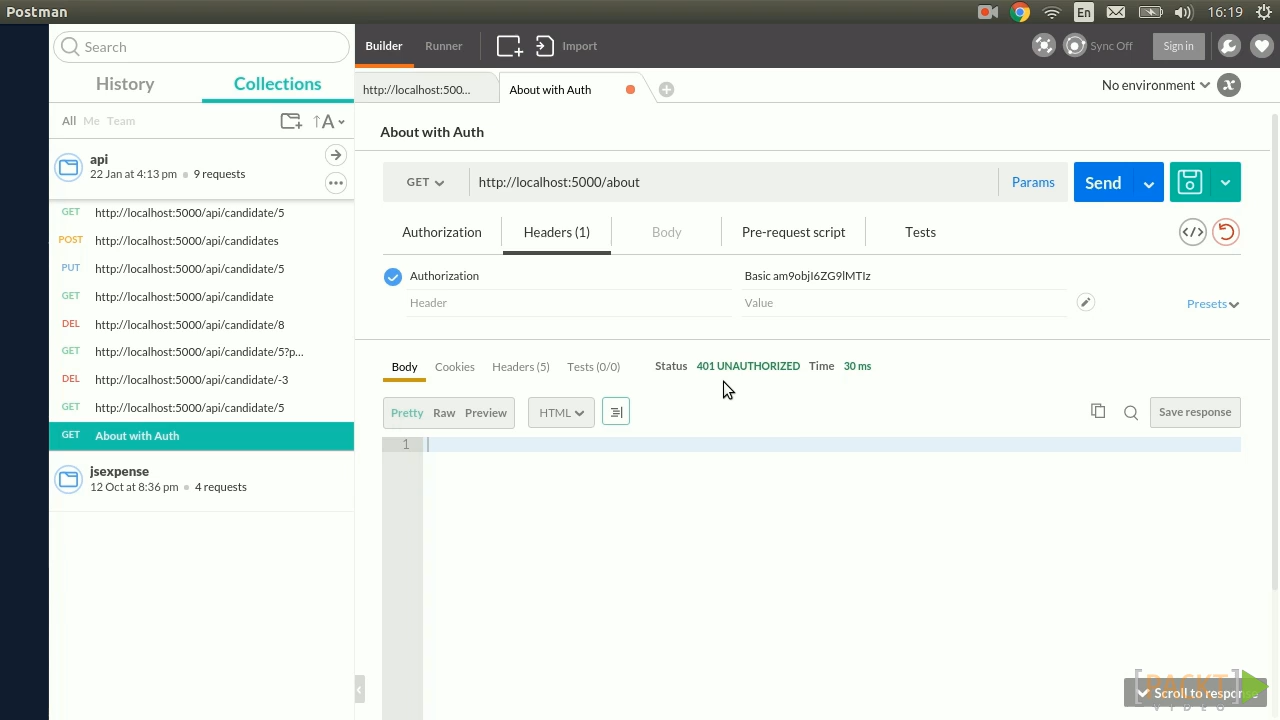 Postman
En
16:19
Search
History
Collections
All Me Team
A
api
22 Jan at 4:13 pm 9 requests
GET http://localhost:5000/api/candidate/5
POST http://localhost:5000/api/candidates
PUT http://localhost:5000/api/candidate/5
GET http://localhost:5000/api/candidate
DEL http://localhost:5000/api/candidate/8
GET http://localhost:5000/api/candidate/5?p...
DEL http://localhost:5000/api/candidate/-3
GET http://localhost:5000/api/candidate/5
GET About with Auth
jsexpense
12 Oct at 8:36 pm 4 requests
Builder
Runner
Import
Sync Off
Sign in
http://localhost:500...
About with Auth
No environment
About with Auth
GET
http://localhost:5000/about
Params
Send
Authorization
Headers (1)
Body
Pre-request script
Tests
Authorization
Basic am9objI6ZG9lMTIz
Header
Value
Presets
Body
Cookies
Headers (5)
Tests (0/0)
Status 401 UNAUTHORIZED Time 30 ms
Pretty
Raw
Preview
HTML
Save response
1
Scroll to response
[PACKT]
VIDEO